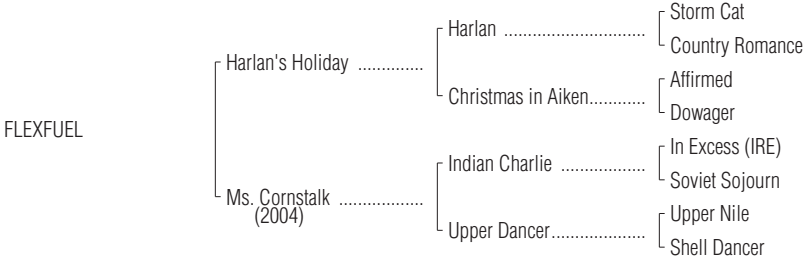 Storm Cat
Harlan ..............................
Country Romance
Harlan's Holiday ..............
Affirmed
Christmas in Aiken............
Dowager
FLEXFUEL
In Excess (IRE)
Indian Charlie ..................
Soviet Sojourn
Ms. Cornstalk ..................
(2004)
Upper Nile
Upper Dancer....................
Shell Dancer